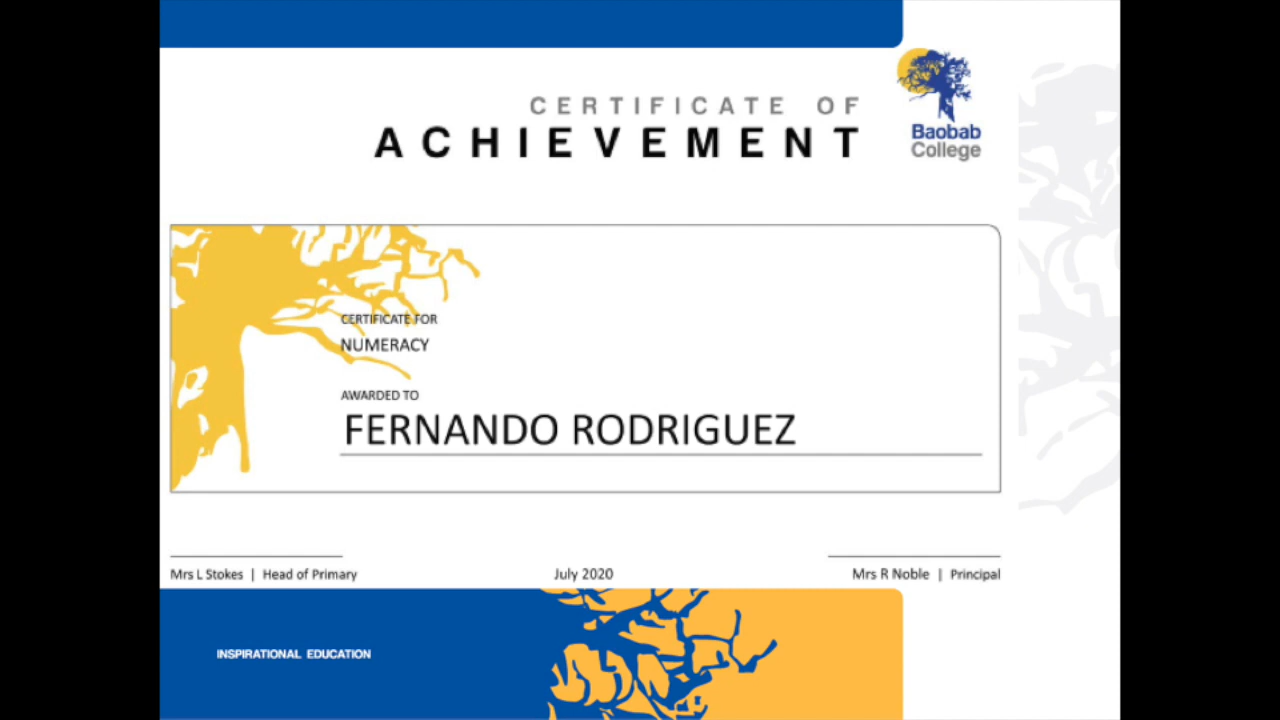 CERTIFICATE OF
ACHIEVEMENT
Baobab
College
CERTIFICATE FOR
NUMERACY
AWARDED TO
FERNANDO RODRIGUEZ
Mrs L Stokes | Head of Primary
July 2020
Mrs R Noble | Principal
INSPIRATIONAL EDUCATION